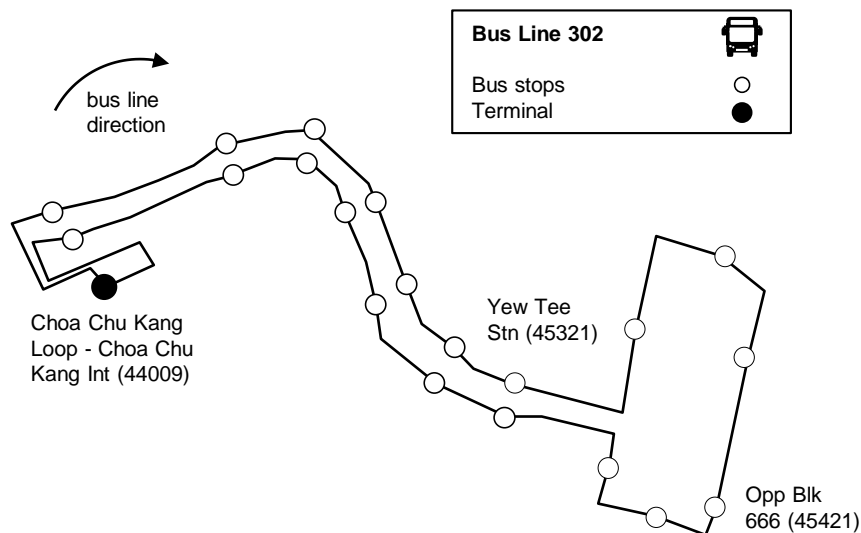 Bus Line 302
Bus stops
Terminal
bus line
direction
Yew Tee
Stn (45321)
Choa Chu Kang
Loop - Choa Chu
Kang Int (44009)
Opp Blk
666 (45421)